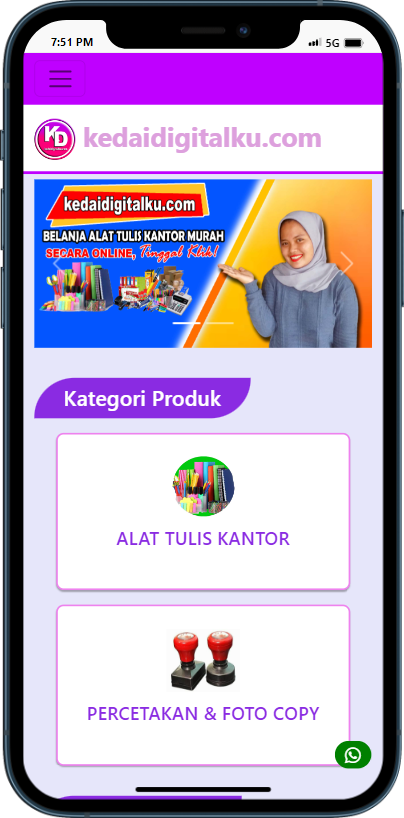 7:51 PM
5G
KD
kedaidigitalku.com
kedaidigitalku.com
BELANJA ALAT TULIS KANTOR MURAH
SECARA ONLINE, Tinggal Klik!
Kategori Produk
ALAT TULIS KANTOR
PERCETAKAN & FOTO COPY